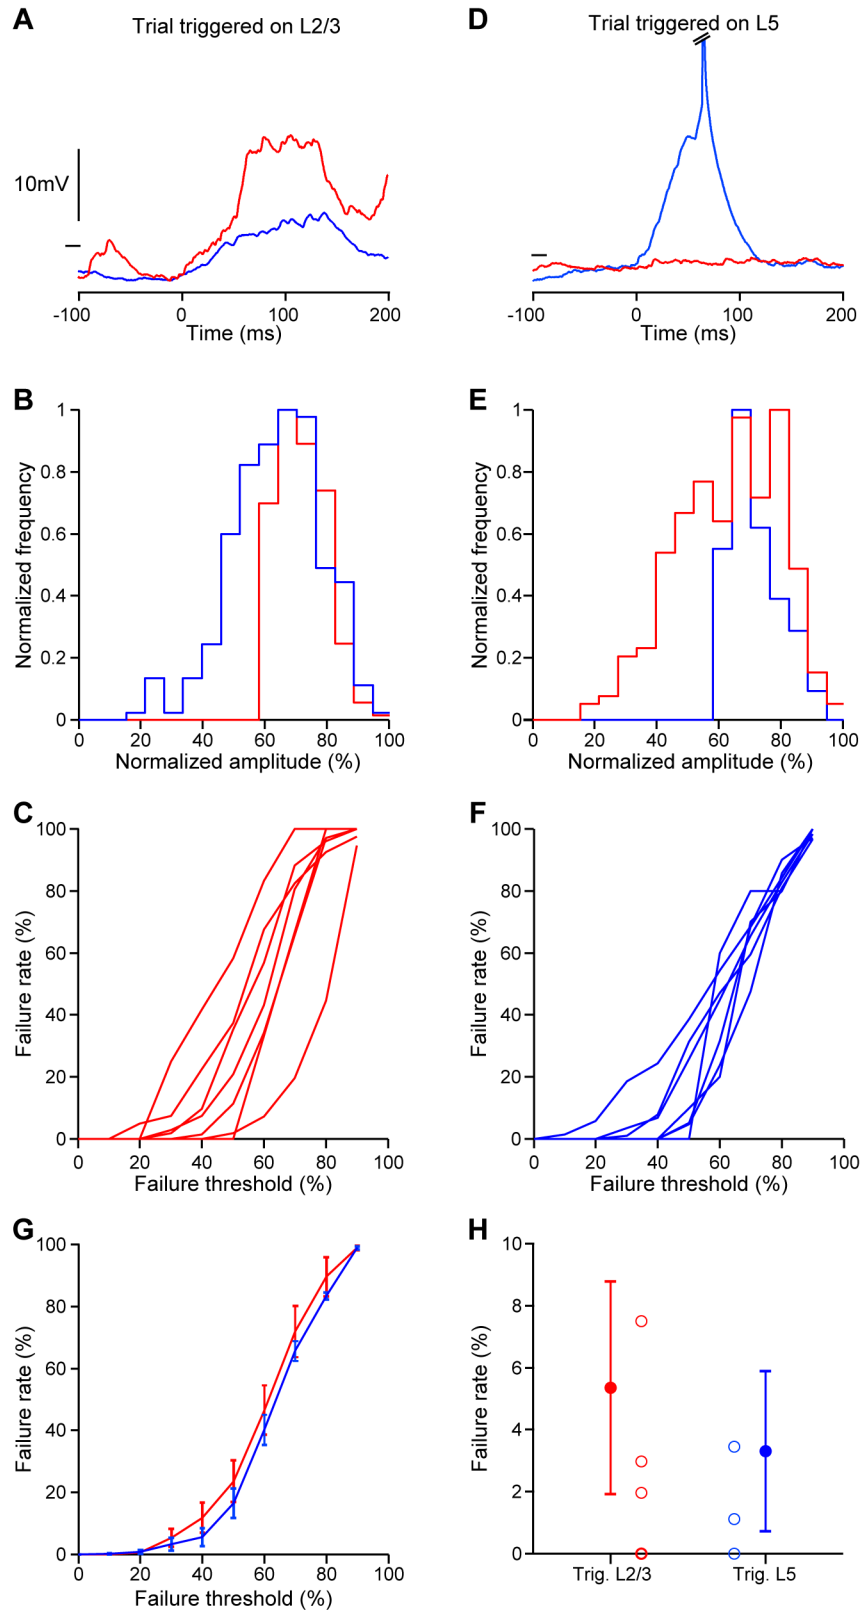 A
Trial triggered on L2/3
10mV
-100 0 100 200
Time (ms)
D
Trial triggered on L5
-100 0 100 200
Time (ms)
B
Normalized frequency
1
0.8
0.6
0.4
0.2
0
0 20 40 60 80 100
Normalized amplitude (%)
E
Normalized frequency
1
0.8
0.6
0.4
0.2
0
0 20 40 60 80 100
Normalized amplitude (%)
C
Failure rate (%)
100
80
60
40
20
0
0 20 40 60 80 100
Failure threshold (%)
F
Failure rate (%)
100
80
60
40
20
0
0 20 40 60 80 100
Failure threshold (%)
G
Failure rate (%)
100
80
60
40
20
0
0 20 40 60 80 100
Failure threshold (%)
H
Failure rate (%)
10
8
6
4
2
0
Trig. L2/3 Trig. L5